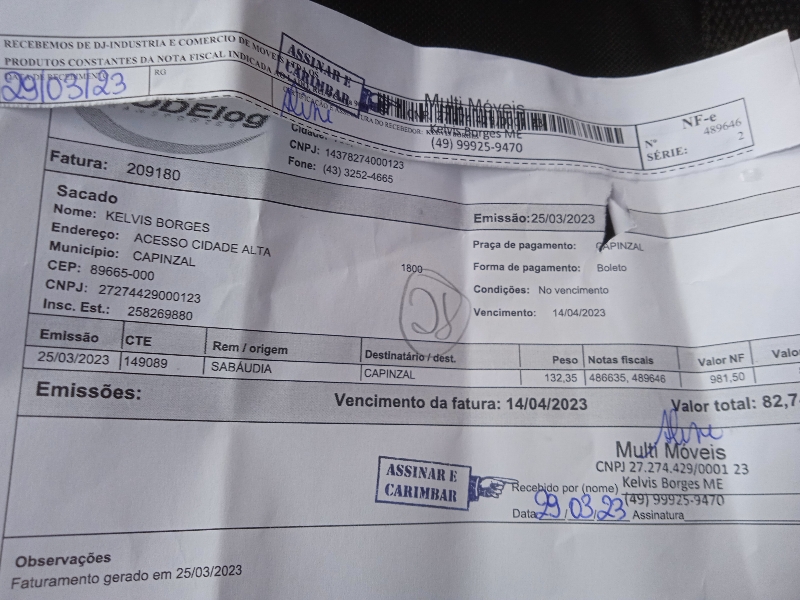 RECEBEMOS DE DJ-INDUSTRIA E COMERCIO DE MOVEIS
PRODUTOS CONSTANTES DA NOTA FISCAL INDICADA AO
29/03/23
RG
ASSINAR E
CARIMBAR
Aline
Multi Móveis
Kelvis Borges ME
(49) 99925-9470
NF-e
Nº 489646
SÉRIE: 2
DElog
Cidade:
CNPJ: 14378274000123
Fone: (43) 3252-4665
Fatura: 209180
Sacado
Nome: KELVIS BORGES
Endereço: ACESSO CIDADE ALTA
Município: CAPINZAL
CEP: 89665-000
CNPJ: 27274429000123
Insc. Est.: 258269880
1800
28
Emissão:25/03/2023
Praça de pagamento: CAPINZAL
Forma de pagamento: Boleto
Condições: No vencimento
Vencimento: 14/04/2023
Emissão CTE Rem / origem Destinatário / dest. Peso Notas fiscais Valor NF Valo
25/03/2023 149089 SABÁUDIA CAPINZAL 132,35 486635, 489646 981,50
Emissões: Vencimento da fatura: 14/04/2023 Valor total: 82,7
Aline
Multi Móveis
CNPJ 27.274.429/0001 23
Kelvis Borges ME
(49) 99925-9470
ASSINAR E
CARIMBAR
Recebido por (nome)
Data 29/03/23 Assinatura
Observações
Faturamento gerado em 25/03/2023